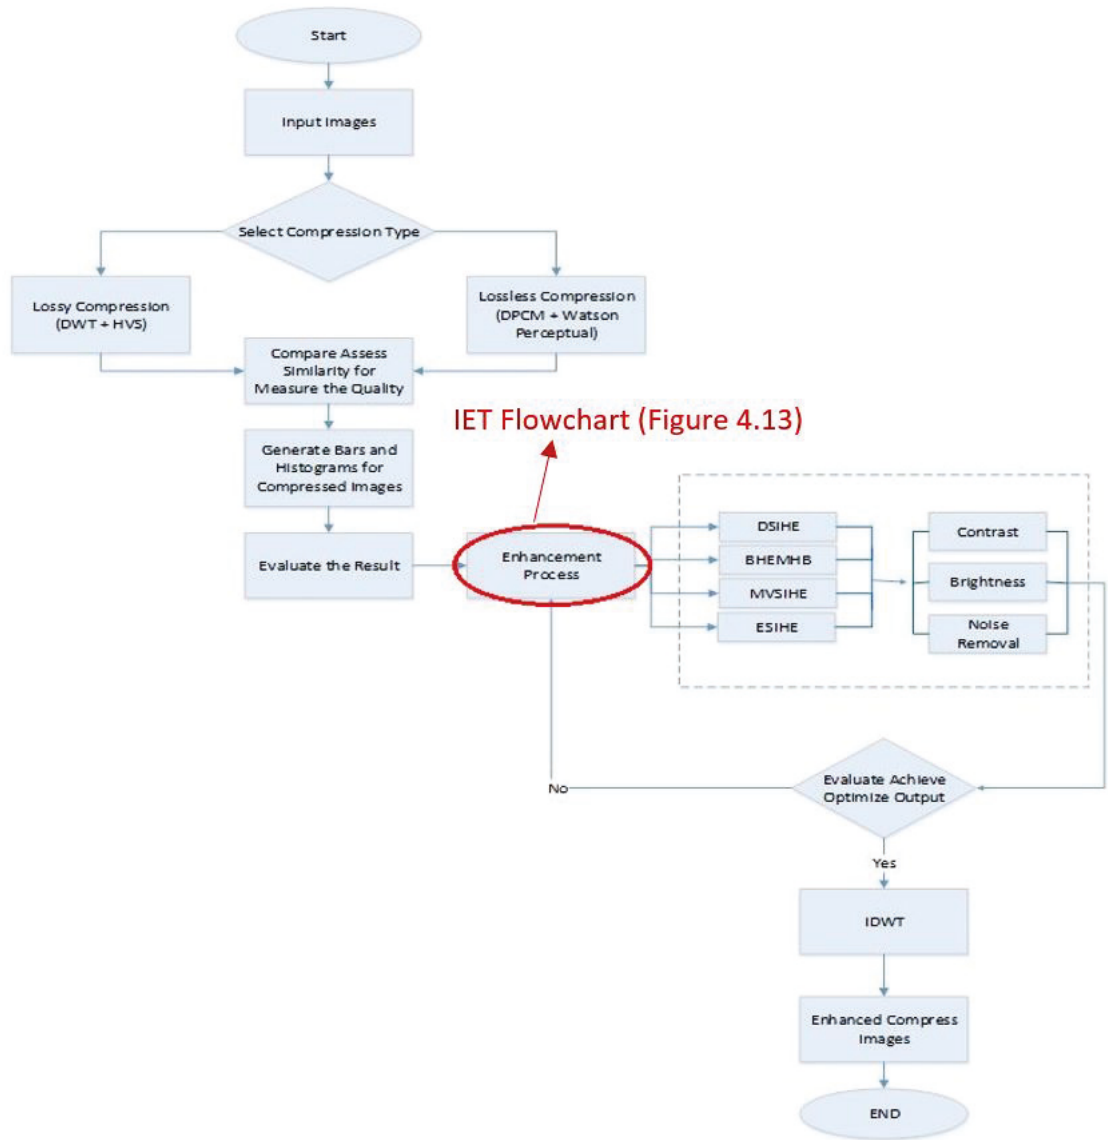 Start
Input Images
Select Compression Type
Lossy Compression
(DWT + HVS)
Lossless Compression
(DPCM + Watson
Perceptual)
Compare Assess
Similarity for
Measure the Quality
IET Flowchart (Figure 4.13)
Generate Bars and
Histograms for
Compressed Images
Evaluate the Result
Enhancement
Process
DSIHE
BHEMHB
MVSIHE
ESIHE
Contrast
Brightness
Noise
Removal
Evaluate Achieve
Optimize Output
No
Yes
IDWT
Enhanced Compress
Images
END